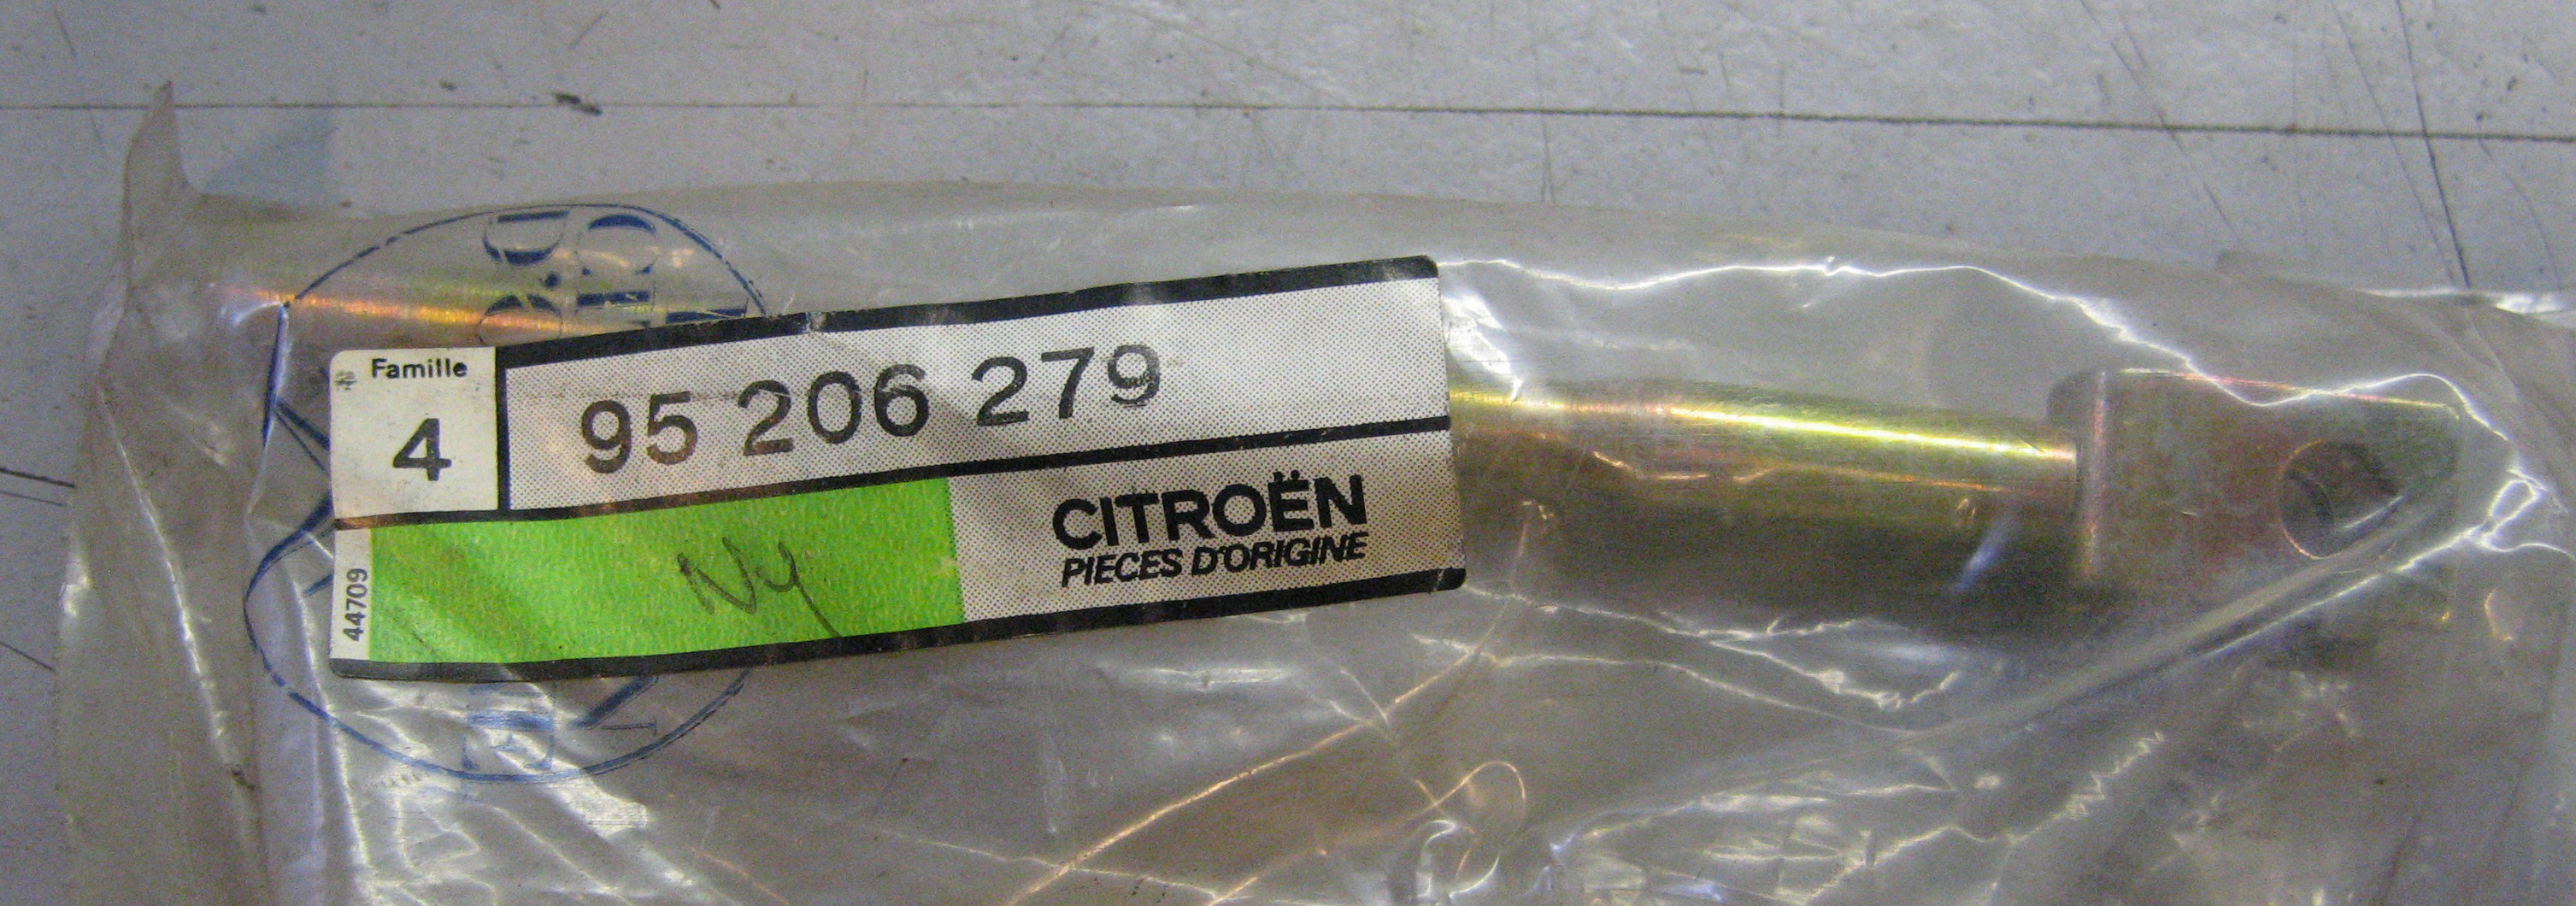 Famille
4
95 206 279
44709
Ny
CITROËN
PIECES D'ORIGINE